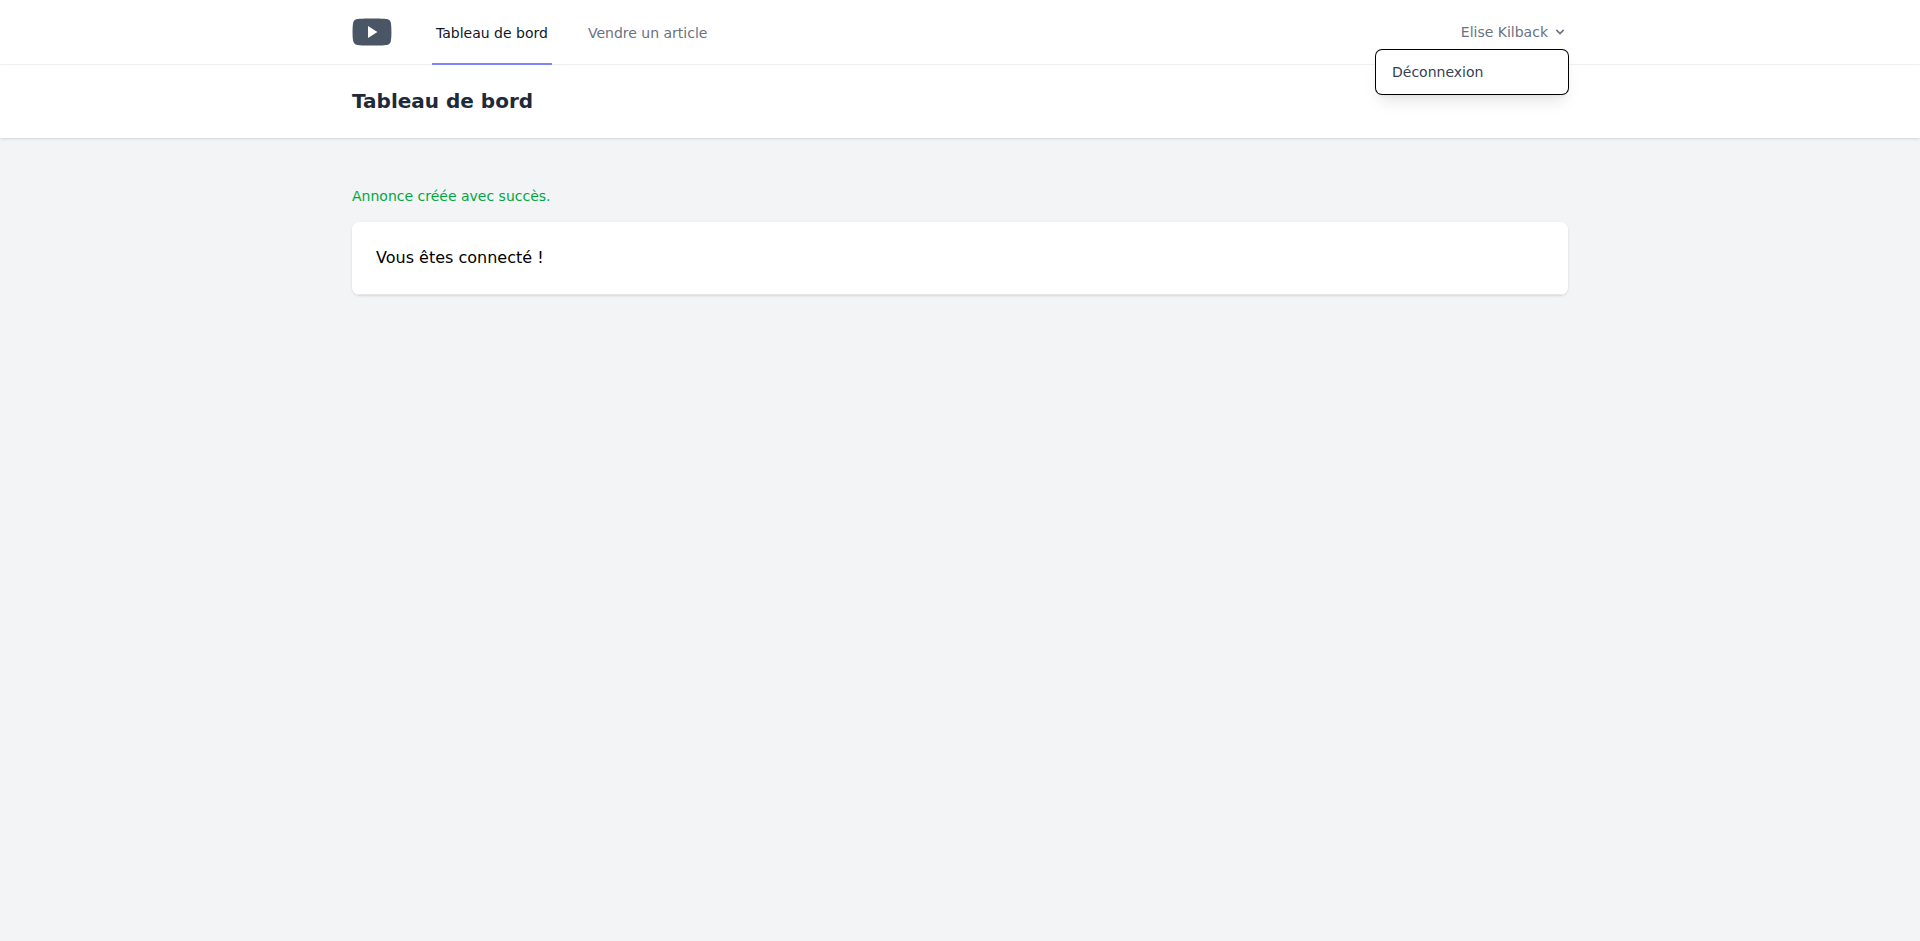 Tableau de bord
Vendre un article
Elise Kilback
Déconnexion
Tableau de bord
Annonce créée avec succès.
Vous êtes connecté !